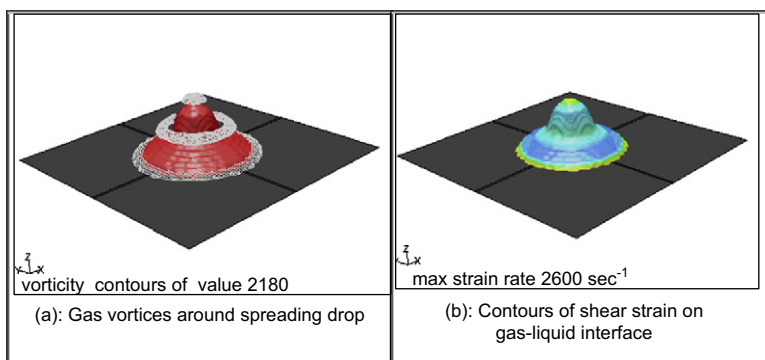 Z
Y X
vorticity contours of value 2180
(a): Gas vortices around spreading drop
Z
Y X
max strain rate 2600 sec⁻¹
(b): Contours of shear strain on
gas-liquid interface